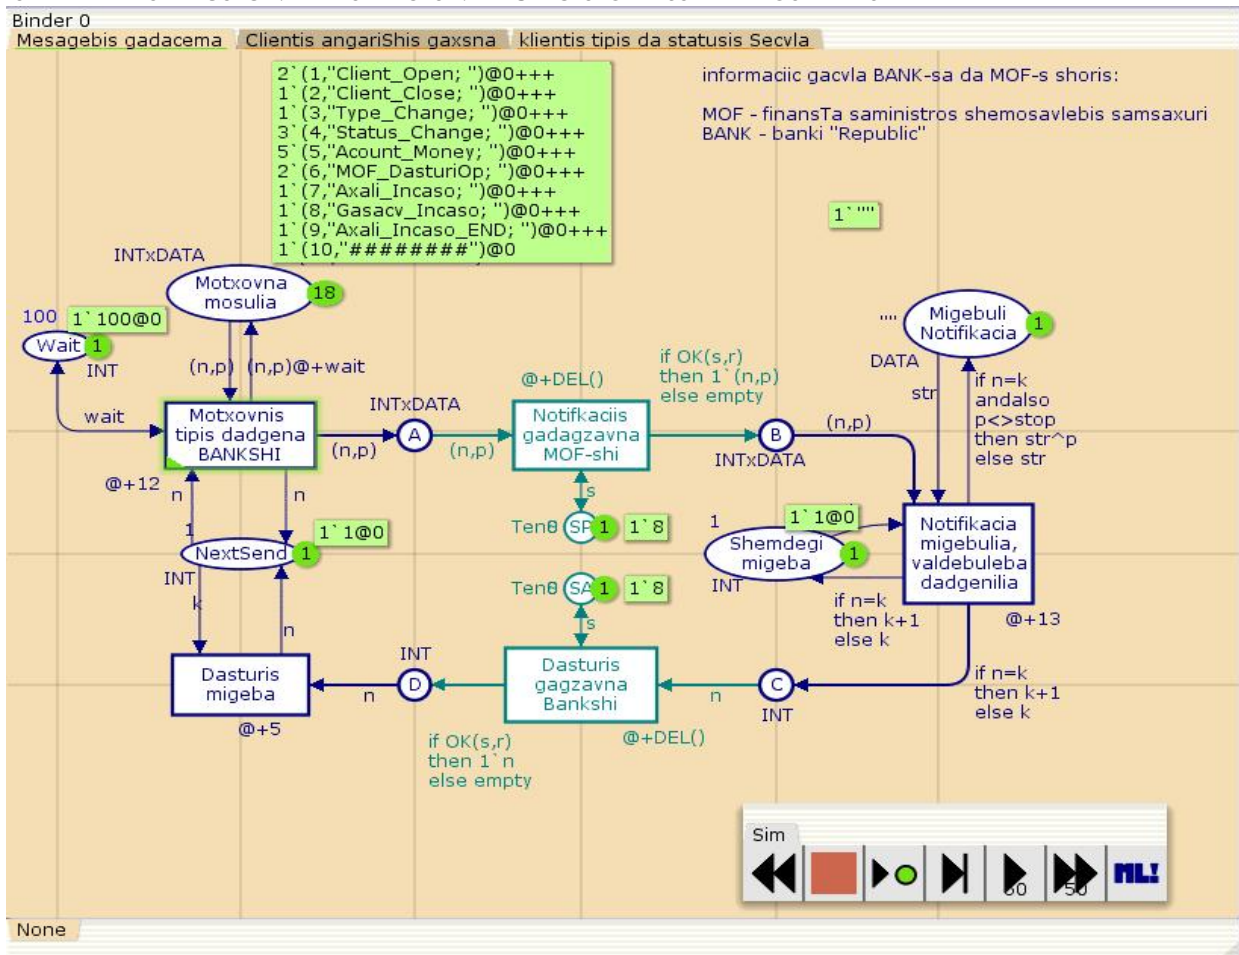 Binder 0
Mesagebis gadacema
Clientis angariShis gaxsna
klientis tipis da statusis Secvla
2`(1,"Client_Open; ")@0+++
1`(2,"Client_Close; ")@0+++
1`(3,"Type_Change; ")@0+++
3`(4,"Status_Change; ")@0+++
5`(5,"Acount_Money; ")@0+++
2`(6,"MOF_DasturiOp; ")@0+++
1`(7,"Axali_Incaso; ")@0+++
1`(8,"Gasacv_Incaso; ")@0+++
1`(9,"Axali_Incaso_END; ")@0+++
1`(10,"########")@0
informaciic gacvla BANK-sa da MOF-s shoris:
MOF - finansTa saministros shemosavlebis samsaxuri
BANK - banki "Republic"
1`""
INTxDATA
Motxovna
mosulia
18
100
1`100@0
Wait
1
INT
(n,p)
(n,p)@+wait
wait
Motxovnis
tipis dadgena
BANKSHI
@+12
(n,p)
INTxDATA
A
(n,p)
@+DEL()
Notifkaciis
gadagzavna
MOF-shi
if OK(s,r)
then 1`(n,p)
else empty
B
INTxDATA
(n,p)
""
Migebuli
Notifikacia
1
DATA
str
if n=k
andalso
p<>stop
then str^p
else str
n
n
1
1`1@0
NextSend
1
INT
k
n
s
SP
1
1`8
SA
1
1`8
s
1
1`1@0
Shemdegi
migeba
1
INT
Notifikacia
migebulia,
valdebuleba
dadgenilia
@+13
if n=k
then k+1
else k
Dasturis
migeba
@+5
n
INT
D
Dasturis
gagzavna
Bankshi
@+DEL()
if OK(s,r)
then 1`n
else empty
n
C
INT
if n=k
then k+1
else k
Sim
50
50
ML!
None